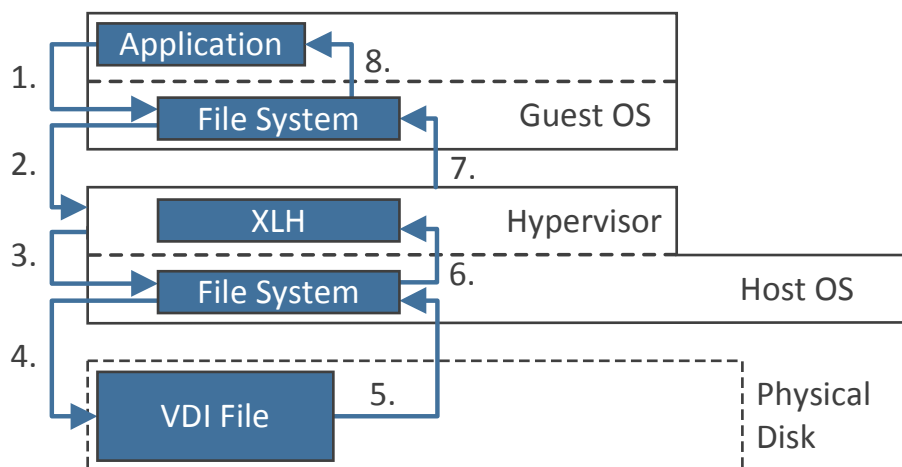 Application
1.
8.
File System
Guest OS
2.
7.
XLH
Hypervisor
3.
6.
File System
Host OS
4.
5.
VDI File
Physical
Disk